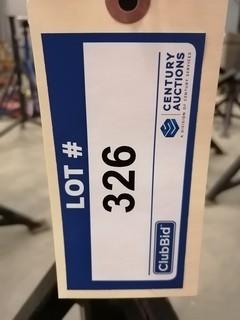 LOT # 326
CENTURY
AUCTIONS
A DIVISION OF CENTURY SERVICES
ClubBid